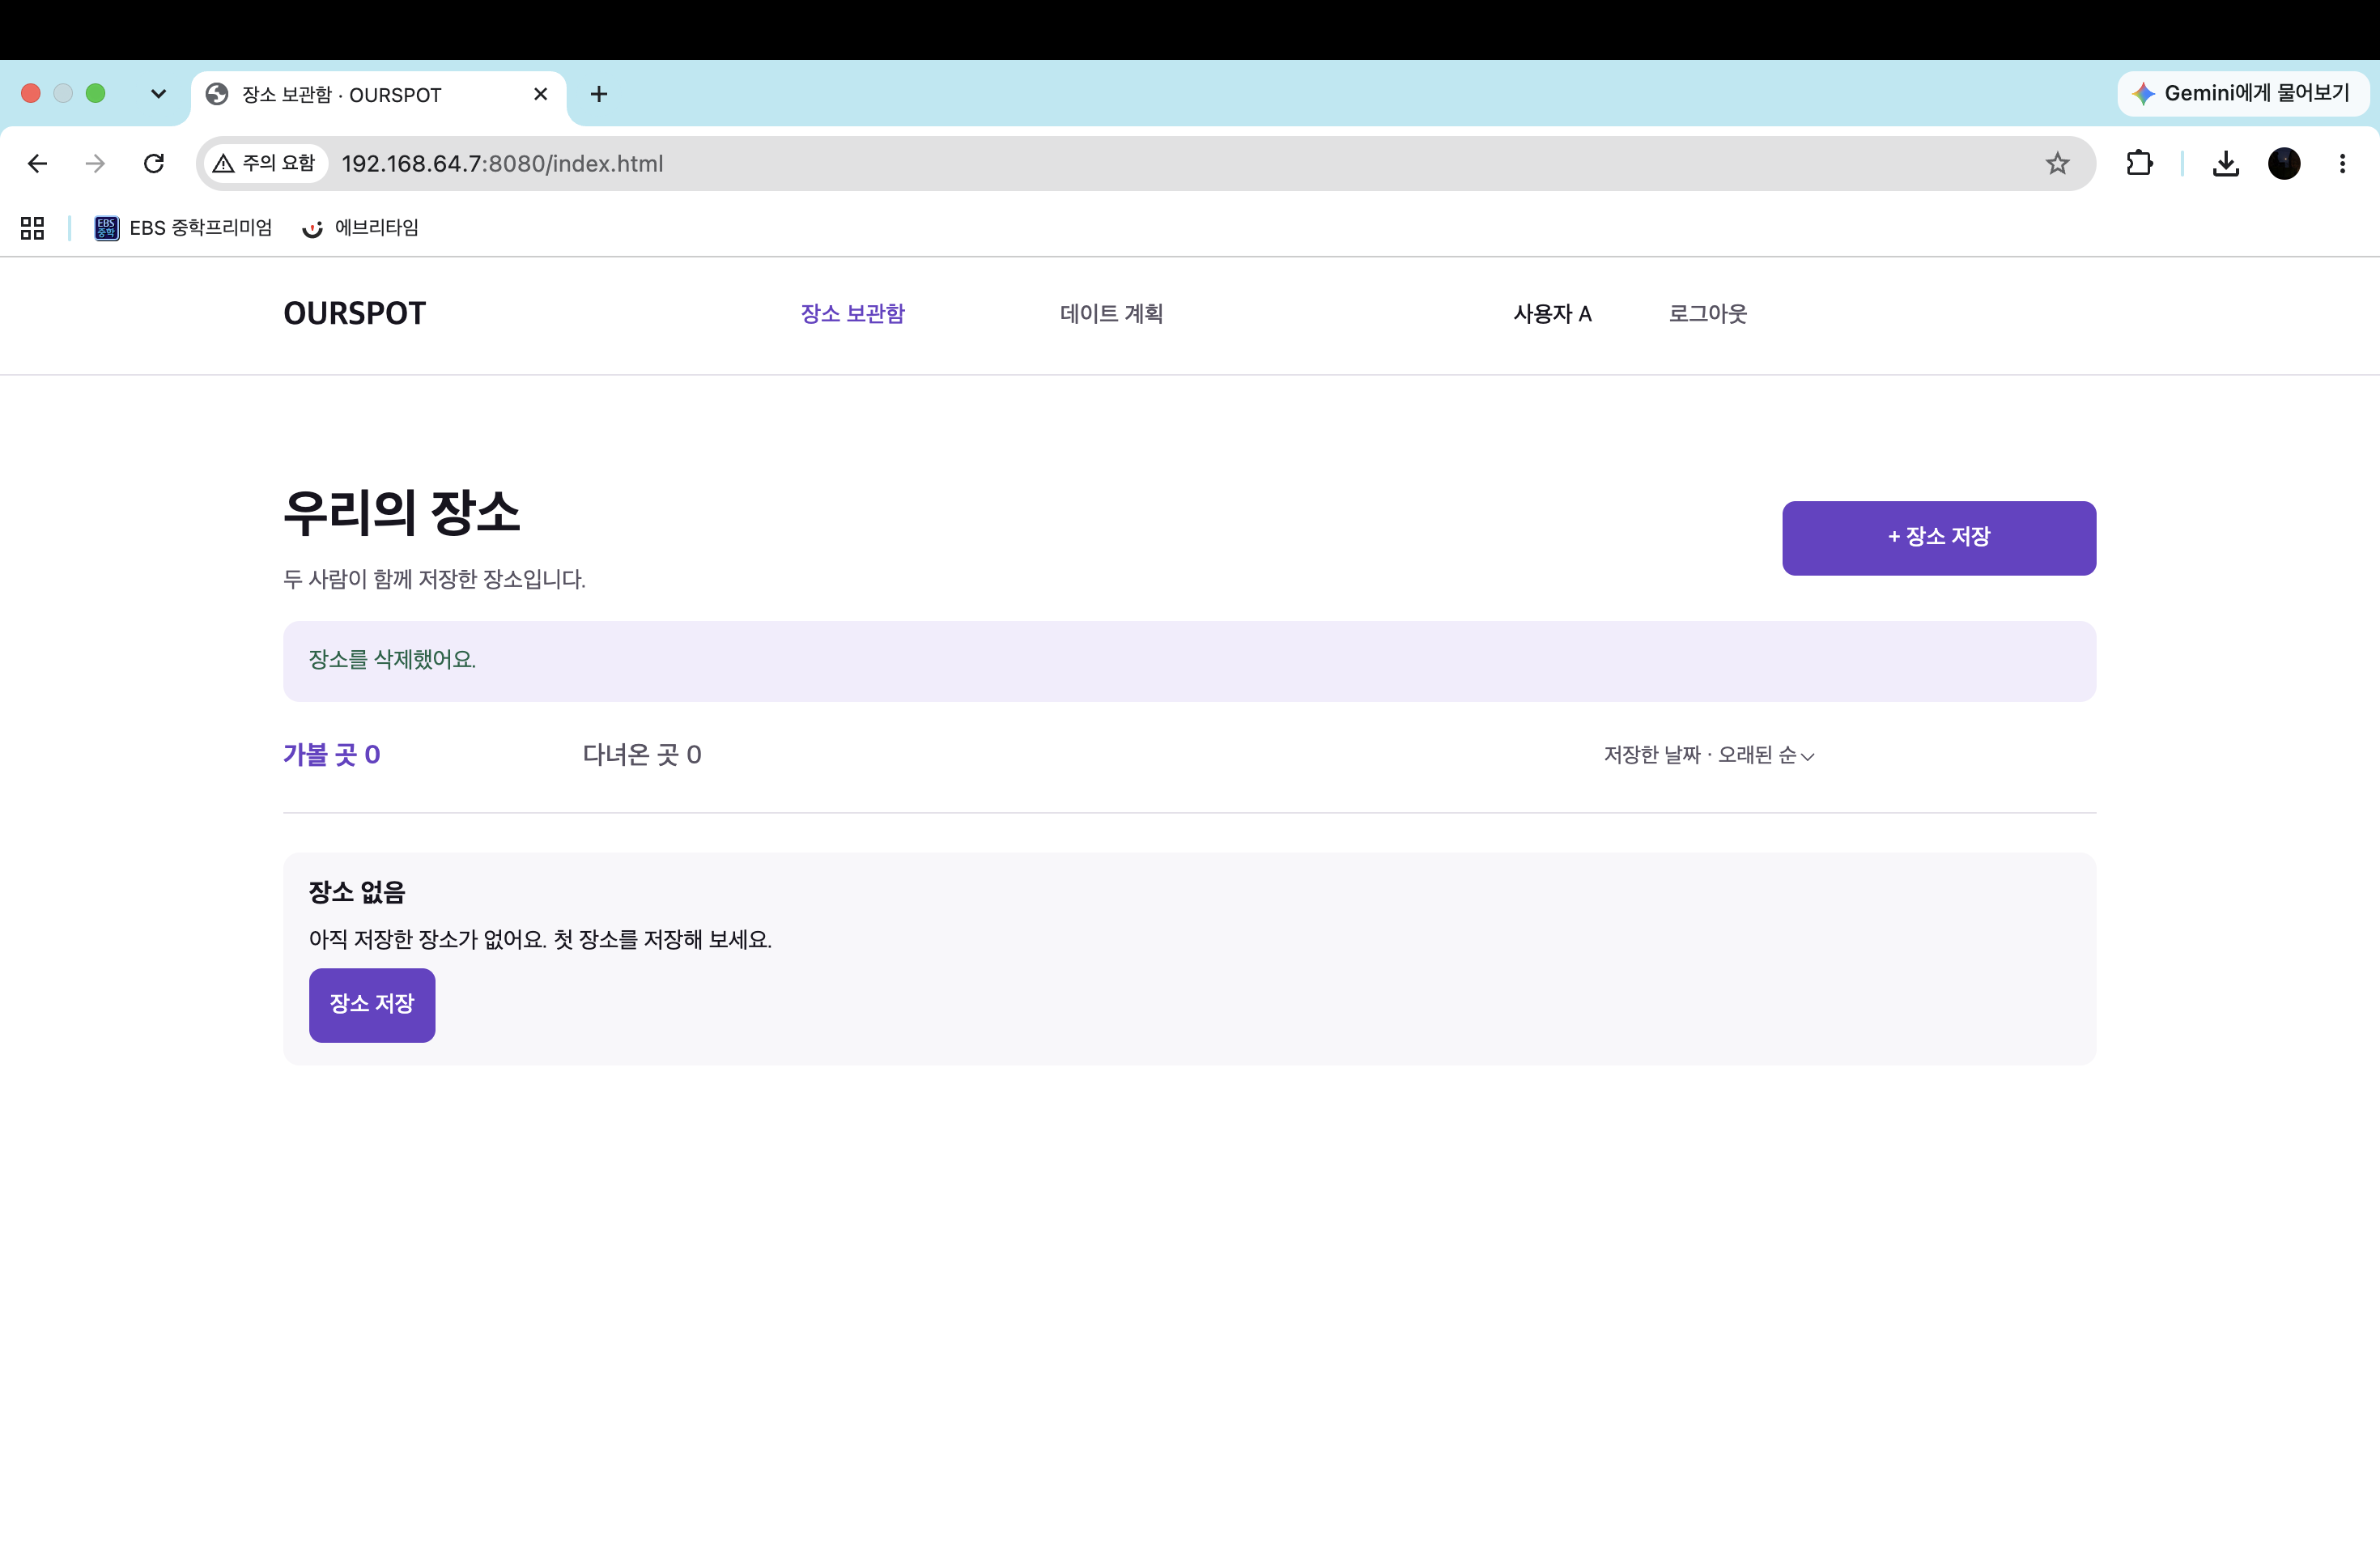 장소 보관함 · OURSPOT
Gemini에게 물어보기
주의 요함 192.168.64.7:8080/index.html
EBS 중학 EBS 중학프리미엄 에브리타임
OURSPOT 장소 보관함 데이트 계획 사용자 A 로그아웃
우리의 장소
+ 장소 저장
두 사람이 함께 저장한 장소입니다.
장소를 삭제했어요.
가볼 곳 0 다녀온 곳 0 저장한 날짜 · 오래된 순
장소 없음
아직 저장한 장소가 없어요. 첫 장소를 저장해 보세요.
장소 저장